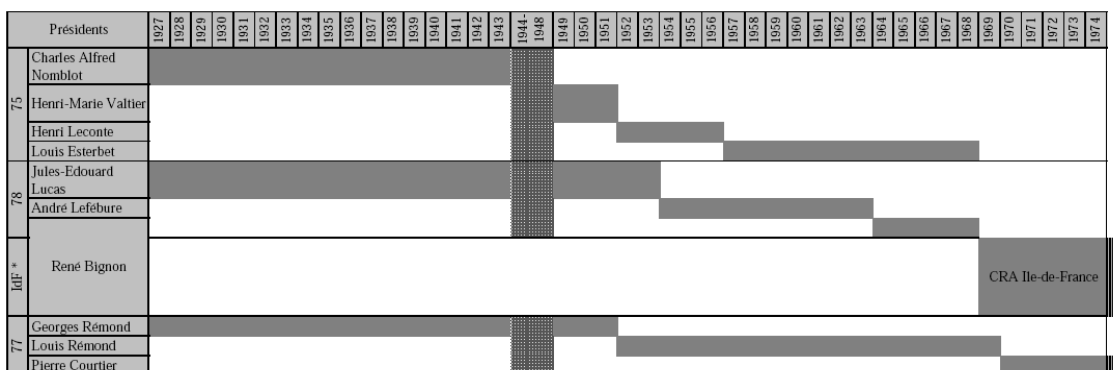 Présidents 1927 1928 1929 1930 1931 1932 1933 1934 1935 1936 1937 1938 1939 1940 1941 1942 1943 1944-1948 1949 1950 1951 1952 1953 1954 1955 1956 1957 1958 1959 1960 1961 1962 1963 1964 1965 1966 1967 1968 1969 1970 1971 1972 1973 1974
75
Charles Alfred
Nomblot
Henri-Marie Valtier
Henri Leconte
Louis Esterbet
78
Jules-Edouard
Lucas
André Lefébure
IdF *
René Bignon
CRA Ile-de-France
77
Georges Rémond
Louis Rémond
Pierre Courtier